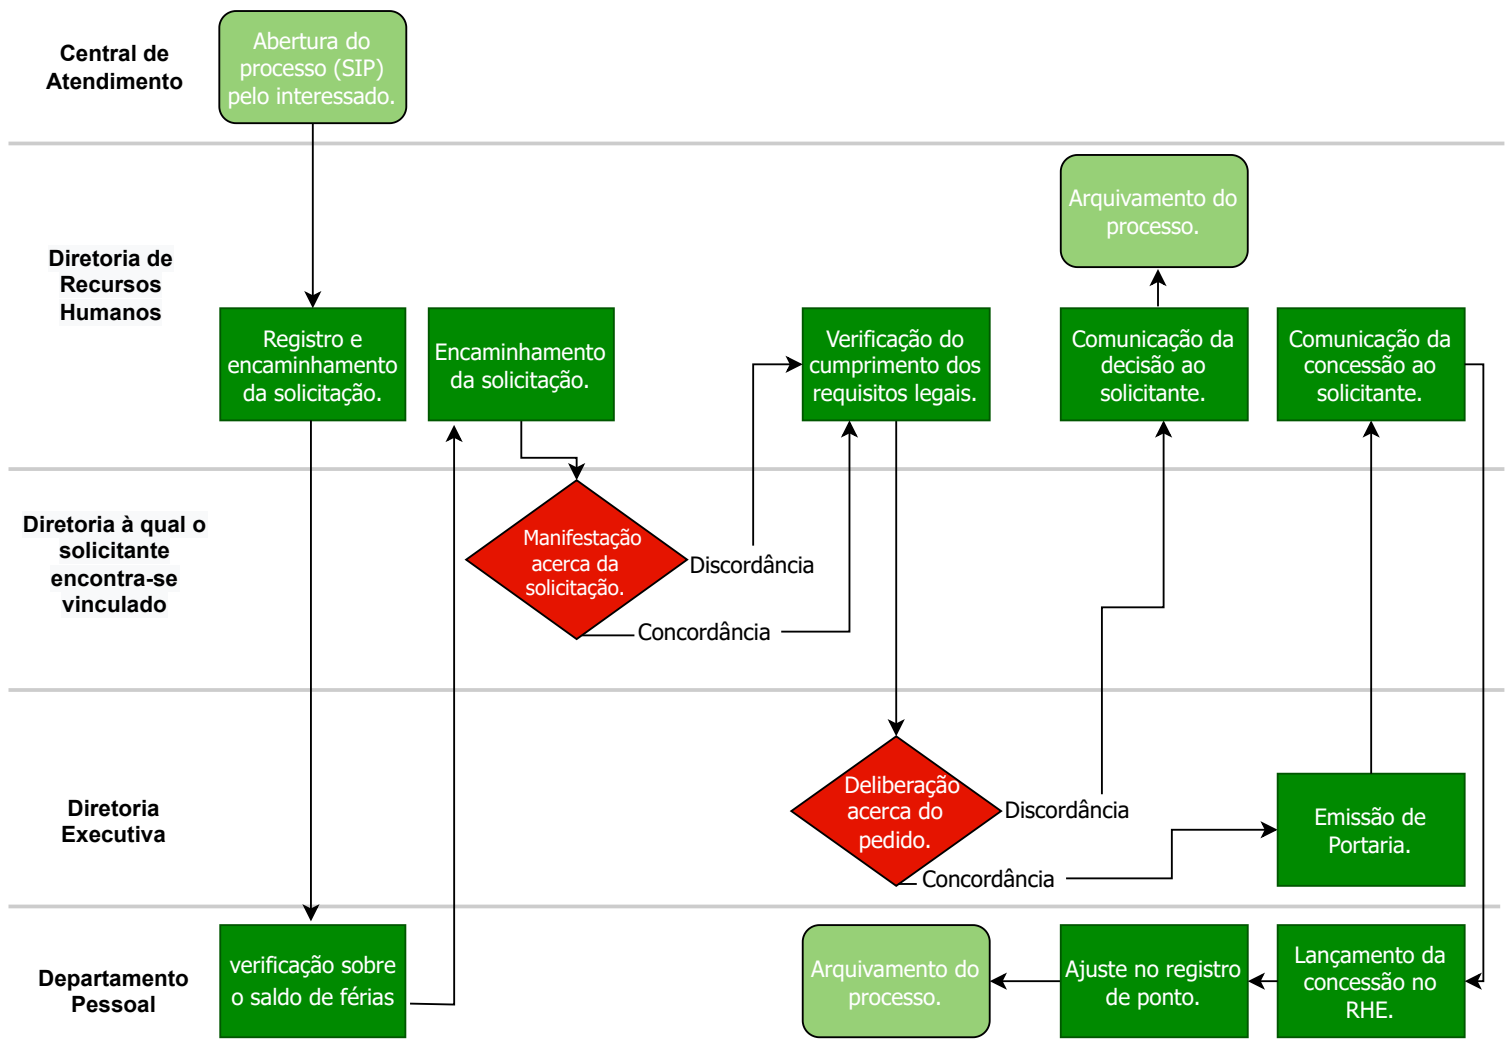 Central de
Atendimento
Abertura do
processo (SIP)
pelo interessado.
Diretoria de
Recursos
Humanos
Arquivamento do
processo.
Registro e
encaminhamento
da solicitação.
Encaminhamento
da solicitação.
Verificação do
cumprimento dos
requisitos legais.
Comunicação da
decisão ao
solicitante.
Comunicação da
concessão ao
solicitante.
Diretoria à qual o
solicitante
encontra-se
vinculado
Manifestação
acerca da
solicitação.
Discordância
Concordância
Diretoria
Executiva
Deliberação
acerca do
pedido.
Discordância
Concordância
Emissão de
Portaria.
Departamento
Pessoal
verificação sobre
o saldo de férias
Arquivamento do
processo.
Ajuste no registro
de ponto.
Lançamento da
concessão no
RHE.